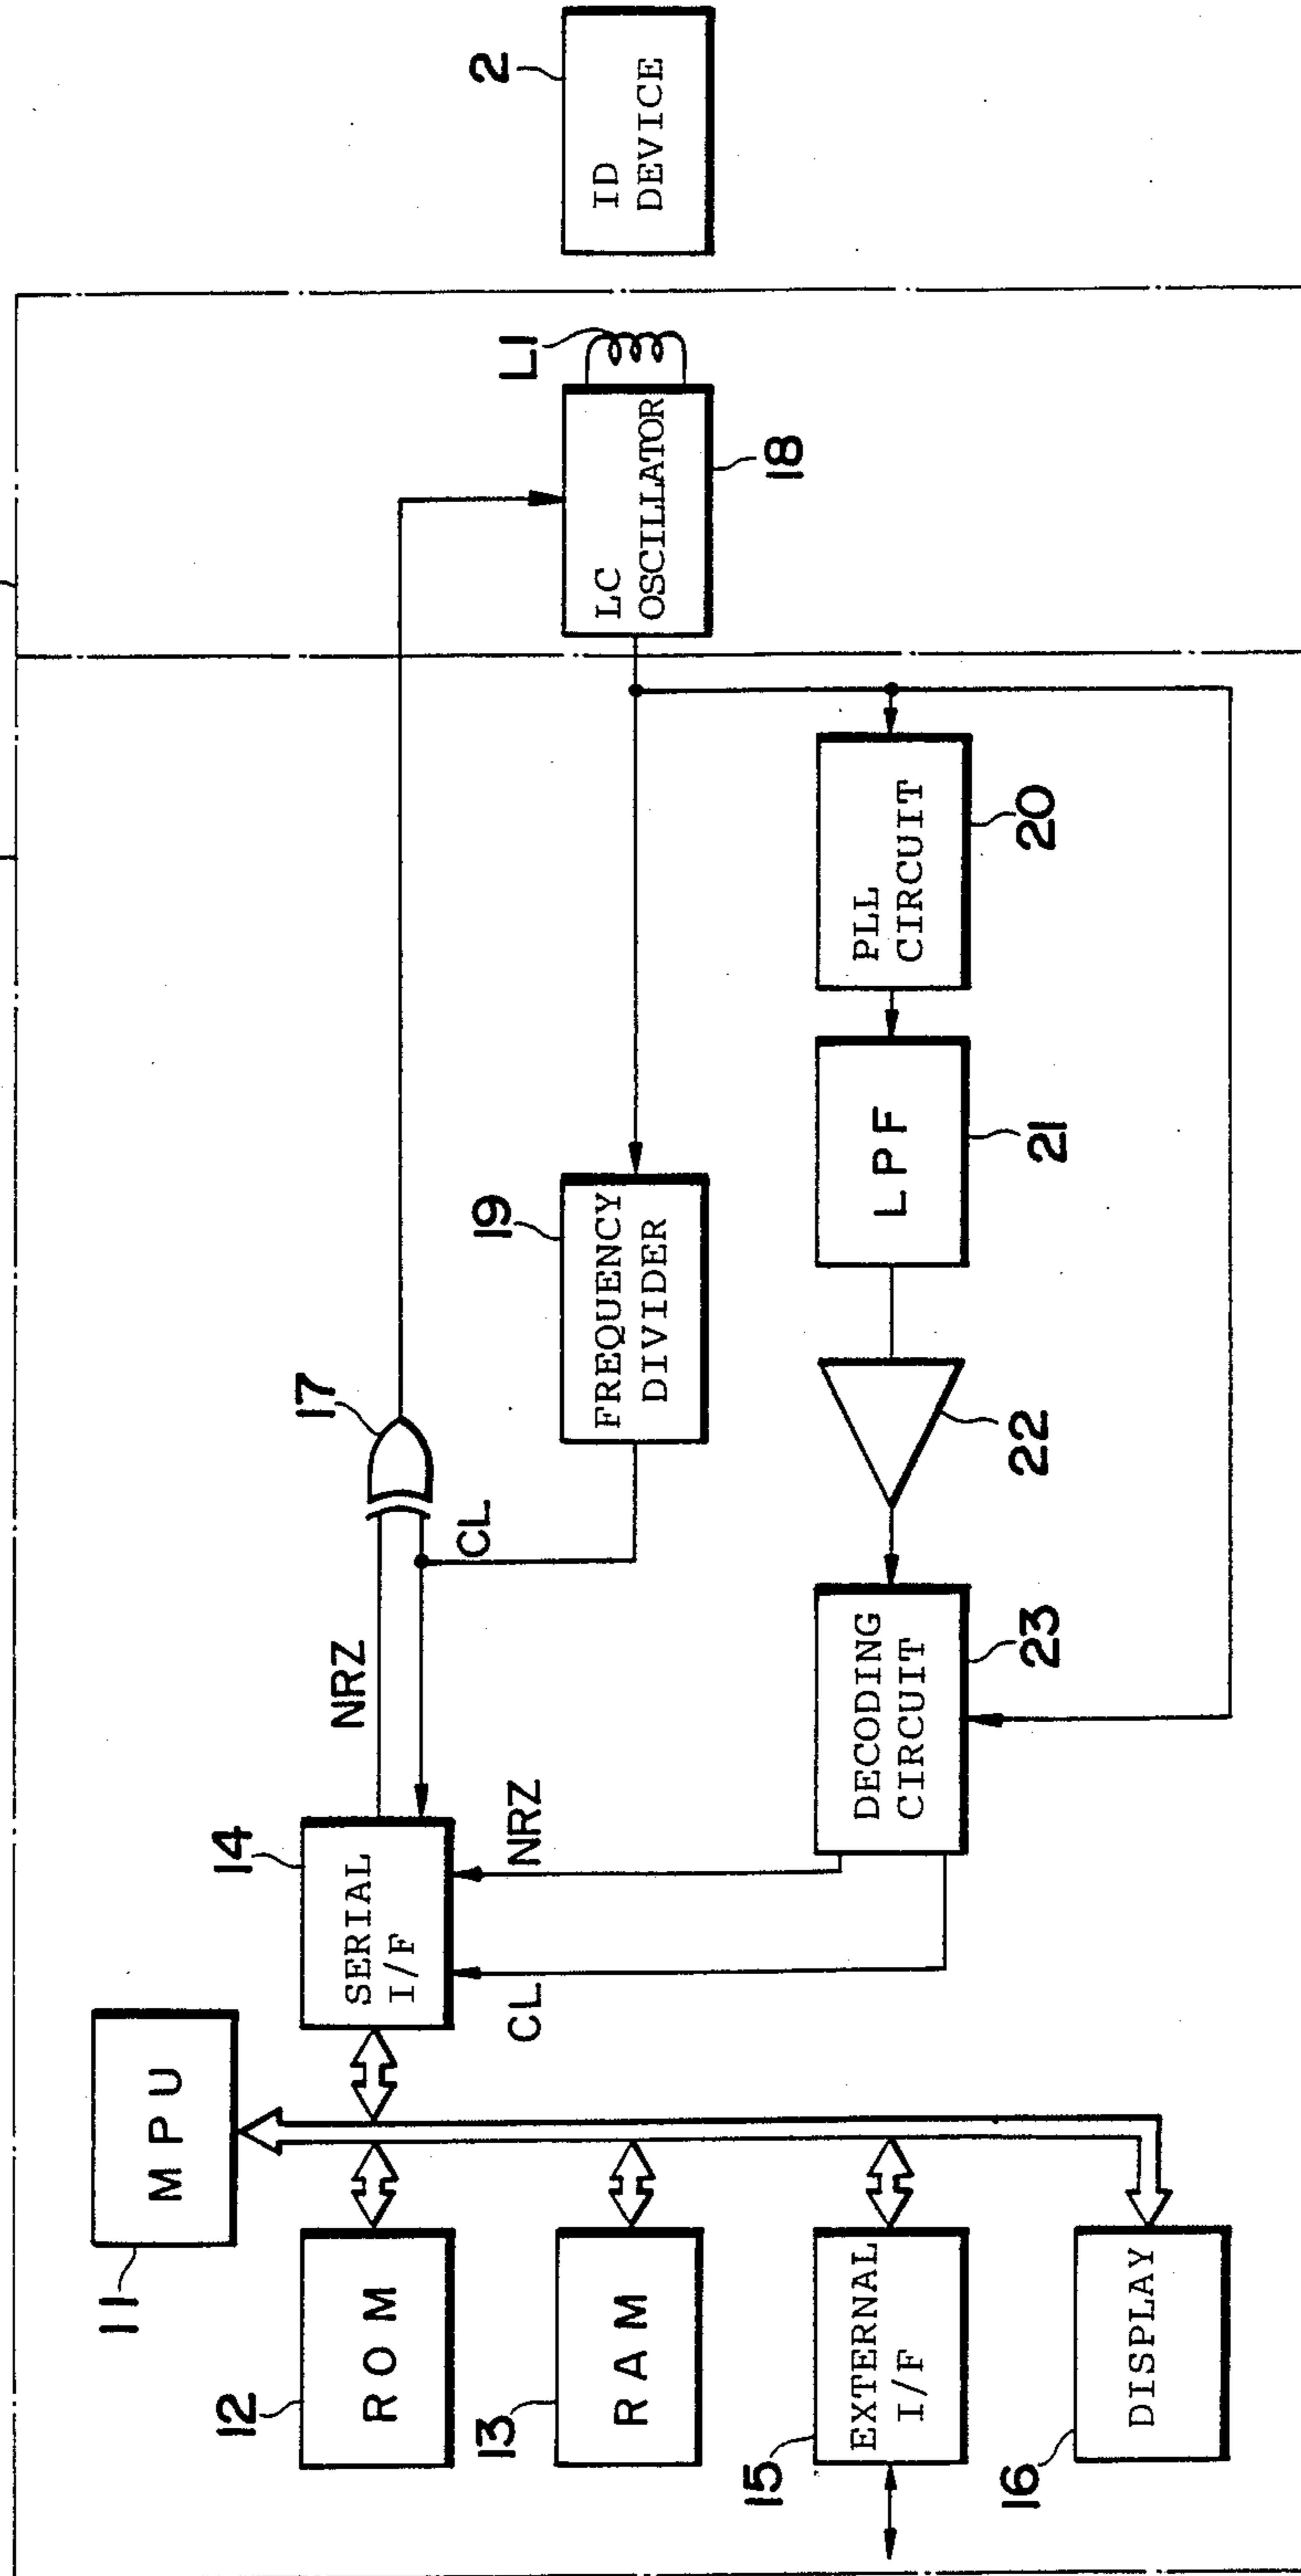 11
MPU
12
ROM
13
RAM
15
EXTERNAL
I/F
16
DISPLAY
14
SERIAL
I/F
NRZ
CL
NRZ
CL
17
19
FREQUENCY
DIVIDER
DECODING
CIRCUIT
23
22
LPF
21
PLL
CIRCUIT
20
LC
OSCILLATOR
18
L1
2
ID
DEVICE